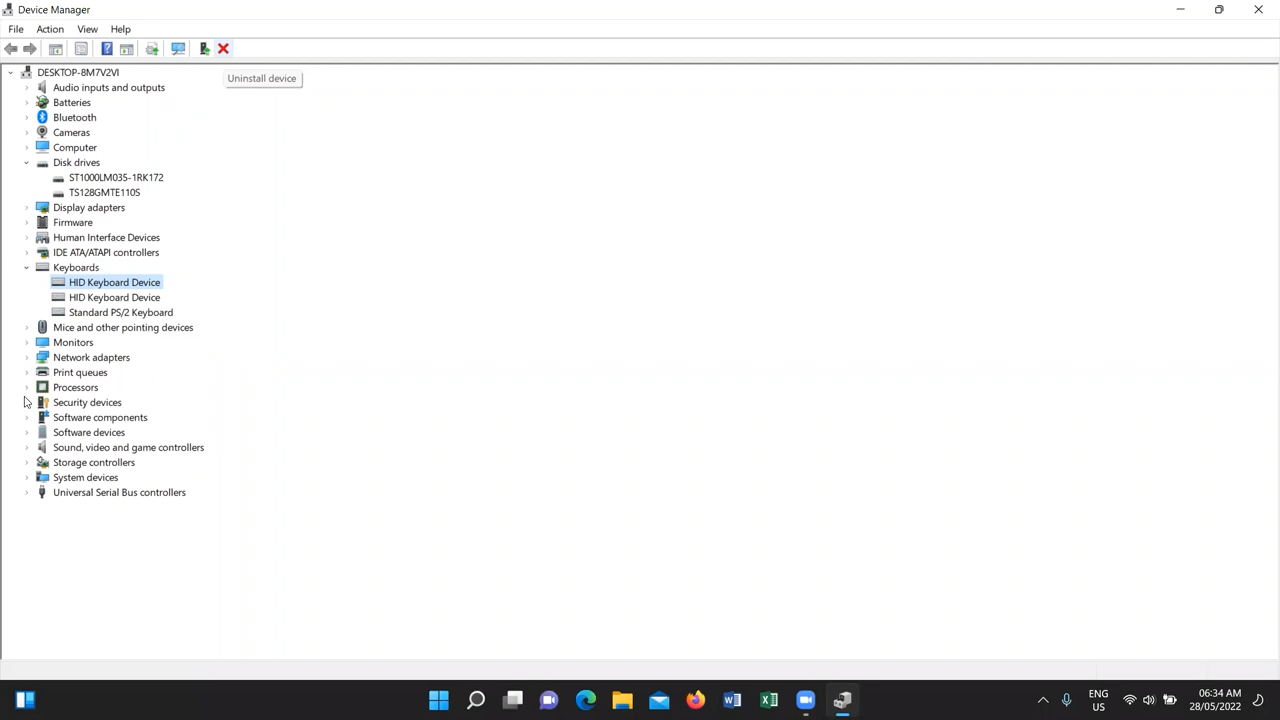 Device Manager
File Action View Help
Uninstall device
DESKTOP-8M7V2VI
Audio inputs and outputs
Batteries
Bluetooth
Cameras
Computer
Disk drives
ST1000LM035-1RK172
TS128GMTE110S
Display adapters
Firmware
Human Interface Devices
IDE ATA/ATAPI controllers
Keyboards
HID Keyboard Device
HID Keyboard Device
Standard PS/2 Keyboard
Mice and other pointing devices
Monitors
Network adapters
Print queues
Processors
Security devices
Software components
Software devices
Sound, video and game controllers
Storage controllers
System devices
Universal Serial Bus controllers
ENG 06:34 AM
US 28/05/2022